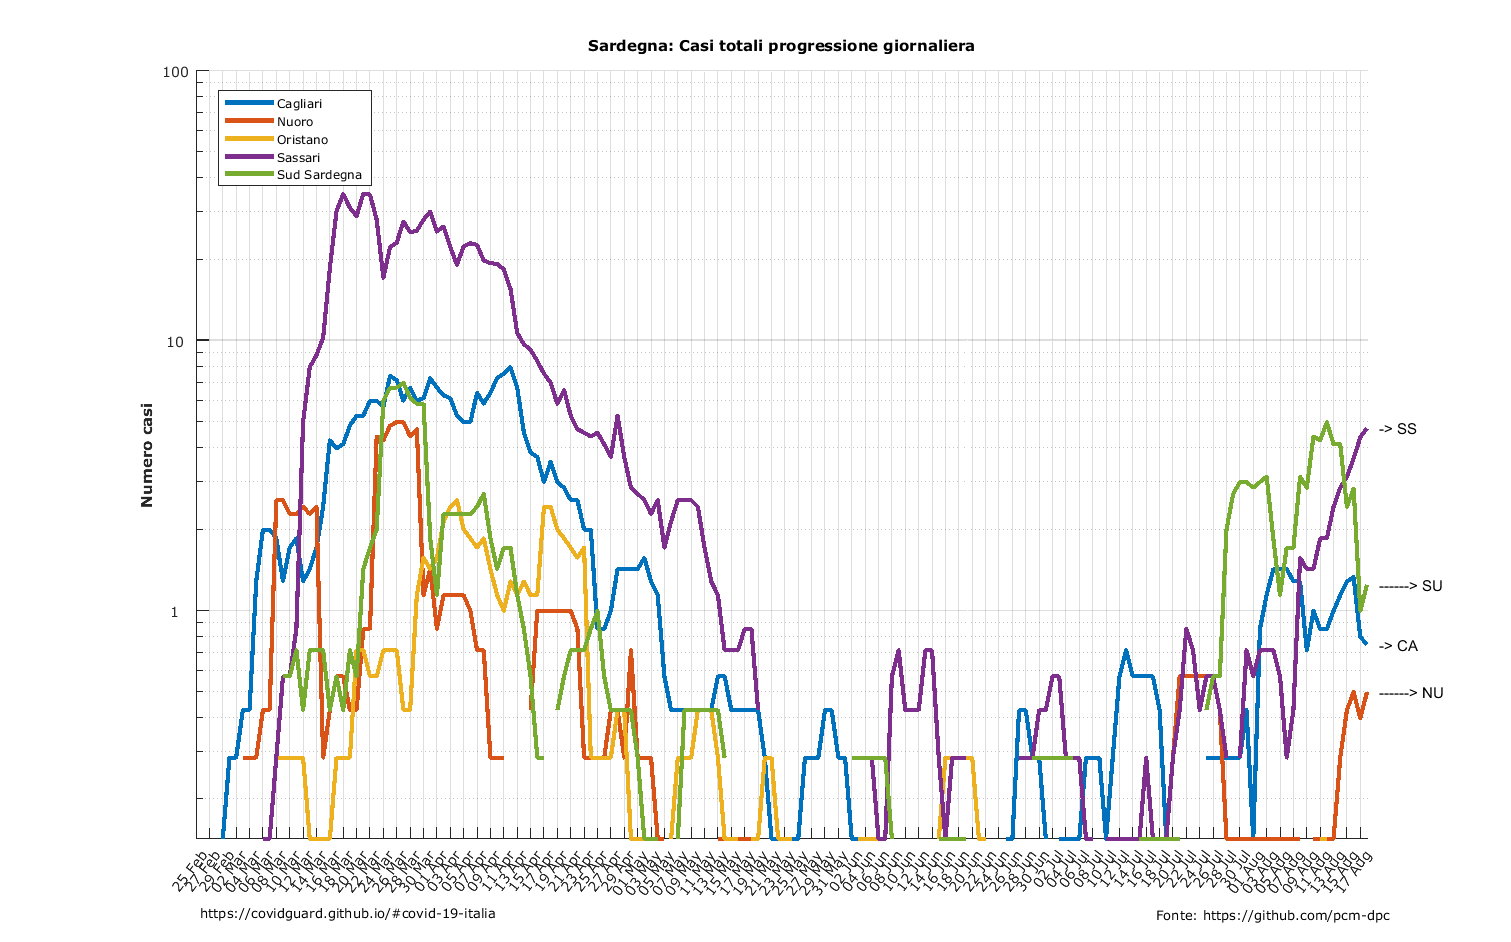 Sardegna: Casi totali progressione giornaliera
Numero casi
100
10
1
Cagliari
Nuoro
Oristano
Sassari
Sud Sardegna
-> SS
------> SU
-> CA
------> NU
25 Feb
27 Feb
29 Feb
02 Mar
04 Mar
06 Mar
08 Mar
10 Mar
12 Mar
14 Mar
16 Mar
18 Mar
20 Mar
22 Mar
24 Mar
26 Mar
28 Mar
30 Mar
01 Apr
03 Apr
05 Apr
07 Apr
09 Apr
11 Apr
13 Apr
15 Apr
17 Apr
19 Apr
21 Apr
23 Apr
25 Apr
27 Apr
29 Apr
01 May
03 May
05 May
07 May
09 May
11 May
13 May
15 May
17 May
19 May
21 May
23 May
25 May
27 May
29 May
31 May
02 Jun
04 Jun
06 Jun
08 Jun
10 Jun
12 Jun
14 Jun
16 Jun
18 Jun
20 Jun
22 Jun
24 Jun
26 Jun
28 Jun
30 Jun
02 Jul
04 Jul
06 Jul
08 Jul
10 Jul
12 Jul
14 Jul
16 Jul
18 Jul
20 Jul
22 Jul
24 Jul
26 Jul
28 Jul
30 Jul
01 Aug
03 Aug
05 Aug
07 Aug
09 Aug
11 Aug
13 Aug
15 Aug
17 Aug
https://covidguard.github.io/#covid-19-italia
Fonte: https://github.com/pcm-dpc